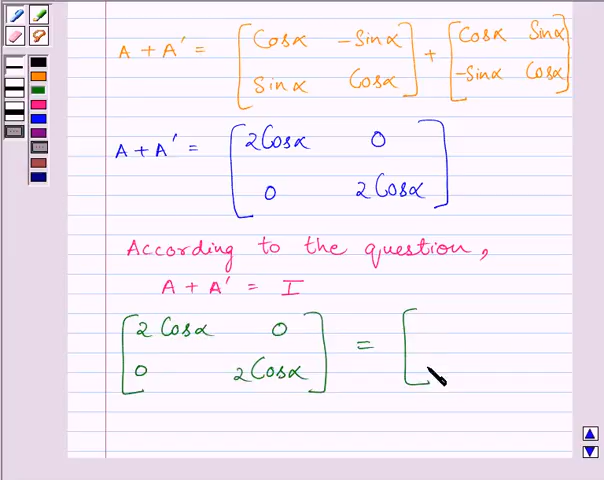 A + A' = [Cosα -Sinα] + [Cosα Sinα]
[Sinα Cosα] [-Sinα Cosα]
A + A' = [2Cosα 0]
[0 2Cosα]
According to the question,
A + A' = I
[2Cosα 0] = [
[0 2Cosα]